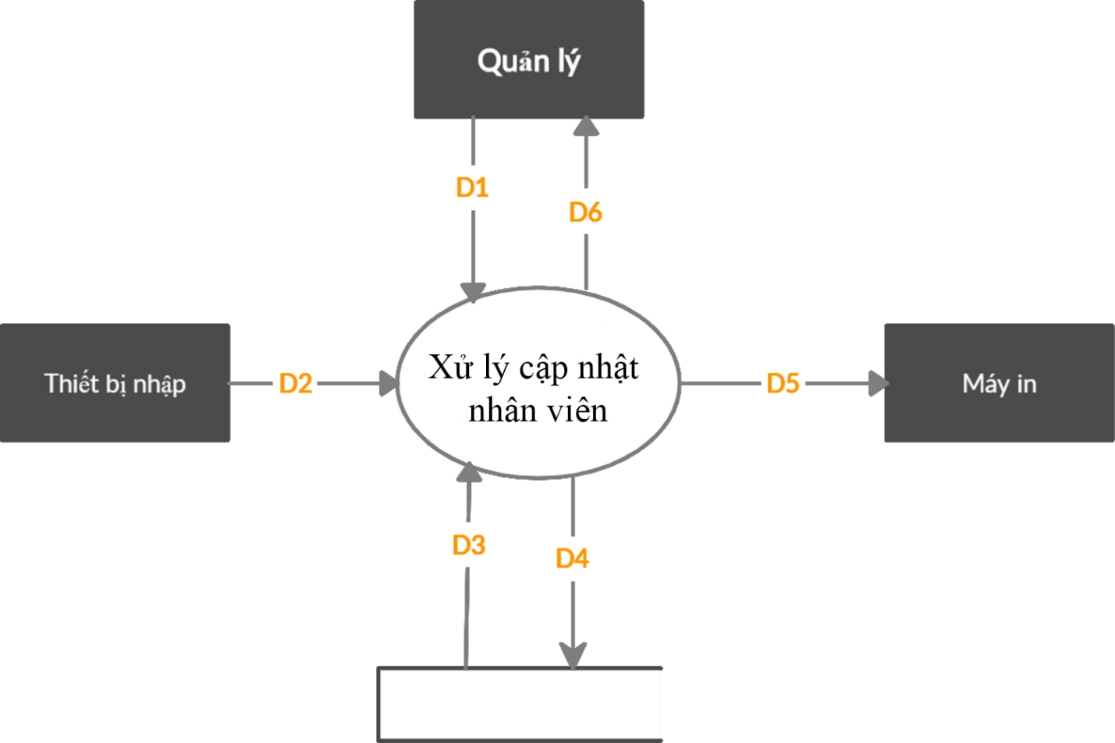 Quản lý
D1
D6
Thiết bị nhập
D2
Xử lý cập nhật
nhân viên
D5
Máy in
D3
D4